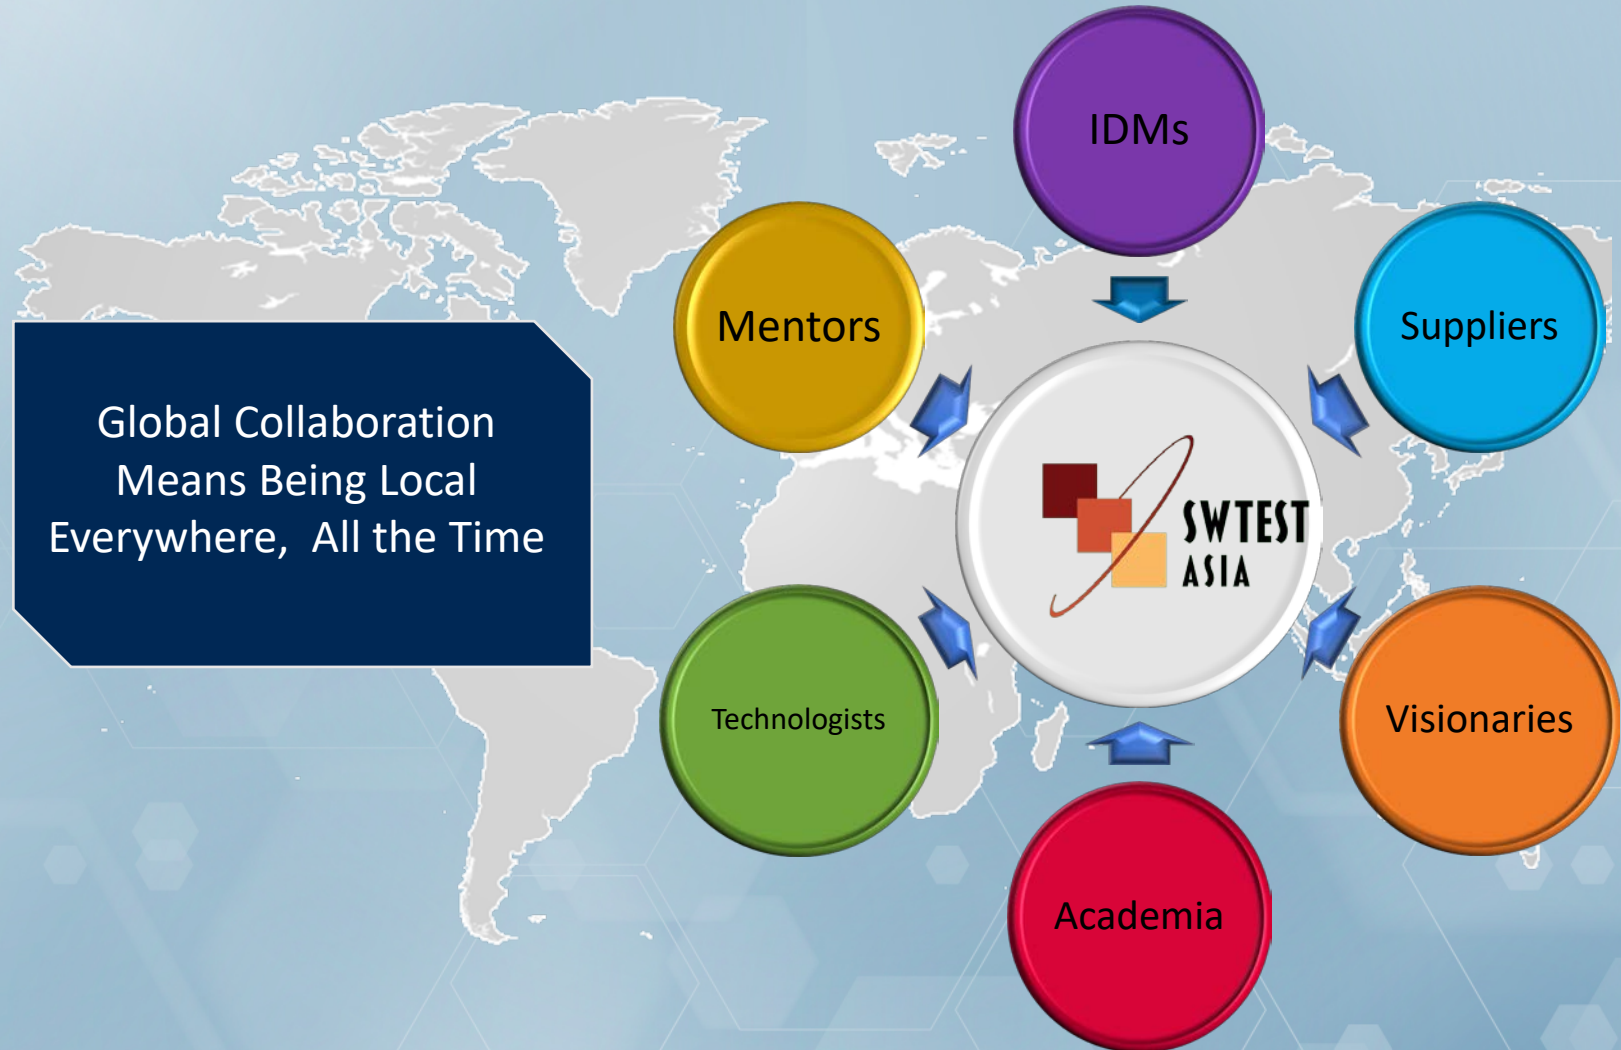 Global Collaboration
Means Being Local
Everywhere,  All the Time
IDMs
Suppliers
Visionaries
Academia
Technologists
Mentors
SWTEST
ASIA